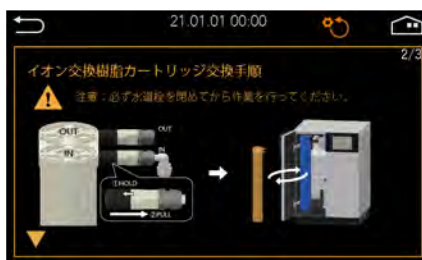 21.01.01 00:00
2/3
イオン交換樹脂カートリッジ交換手順
注意：必ず水道栓を閉めてから作業を行ってください。
OUT
OUT
IN
IN
①HOLD
②PULL